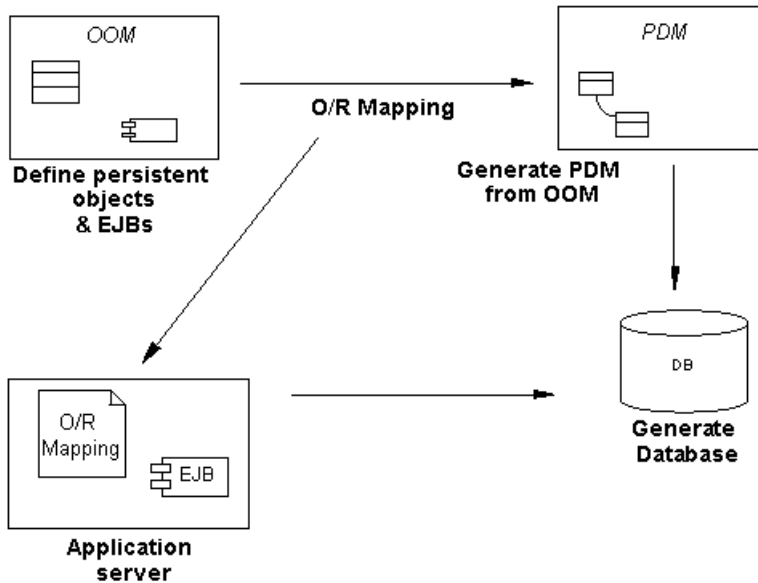 OOM
PDM
O/R Mapping
Define persistent
objects
& EJBs
Generate PDM
from OOM
DB
O/R
Mapping
EJB
Generate
Database
Application
server